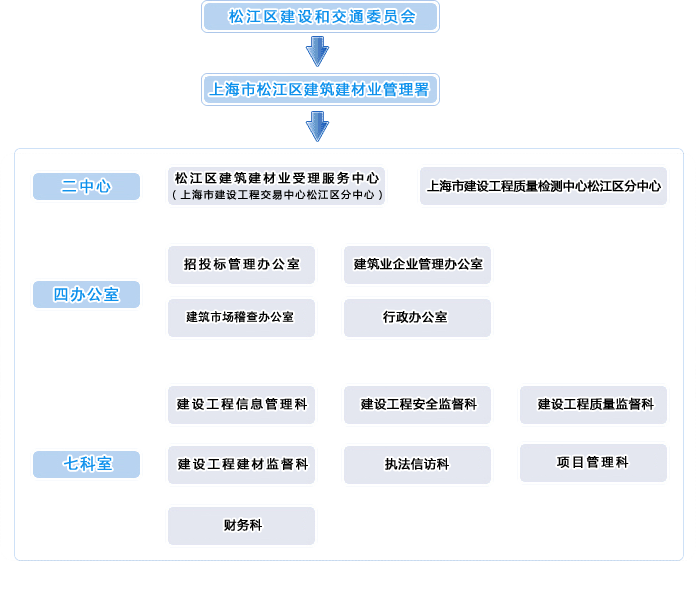 松江区建设和交通委员会
上海市松江区建筑建材业管理署
二中心
松江区建筑建材业受理服务中心
（上海市建设工程交易中心松江区分中心）
上海市建设工程质量检测中心松江区分中心
四办公室
招投标管理办公室
建筑业企业管理办公室
建筑市场稽查办公室
行政办公室
七科室
建设工程信息管理科
建设工程安全监督科
建设工程质量监督科
建设工程建材监督科
执法信访科
项目管理科
财务科